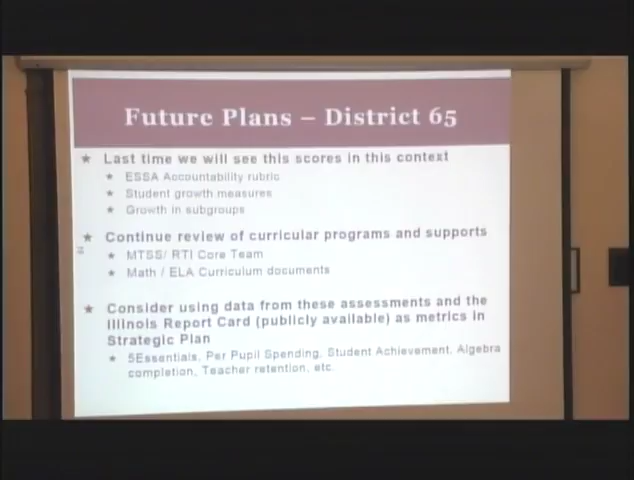 Future Plans – District 65
★ Last time we will see this scores in this context
★ ESSA Accountability rubric
★ Student growth measures
★ Growth in subgroups
★ Continue review of curricular programs and supports
★ MTSS/ RTI Core Team
★ Math / ELA Curriculum documents
★ Consider using data from these assessments and the
Illinois Report Card (publicly available) as metrics in
Strategic Plan
★ 5Essentials, Per Pupil Spending, Student Achievement, Algebra
completion, Teacher retention, etc